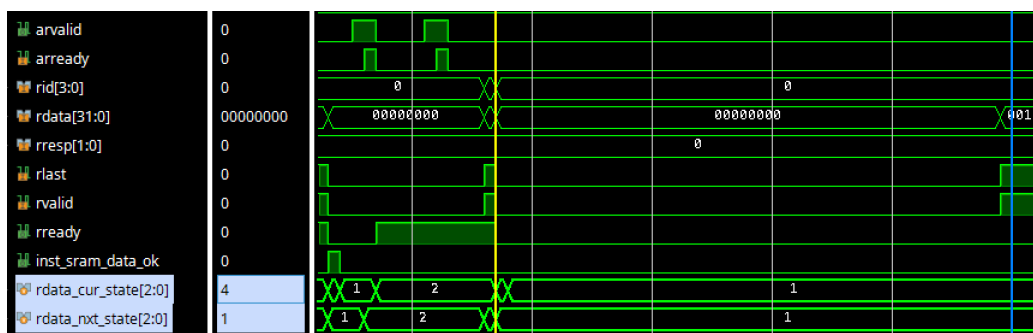 arvalid 0
arready 0
rid[3:0] 0 0 0
rdata[31:0] 00000000 00000000 00000000 001
rresp[1:0] 0 0
rlast 0
rvalid 0
rready 0
inst_sram_data_ok 0
rdata_cur_state[2:0] 4 1 2 1
rdata_nxt_state[2:0] 1 1 2 1